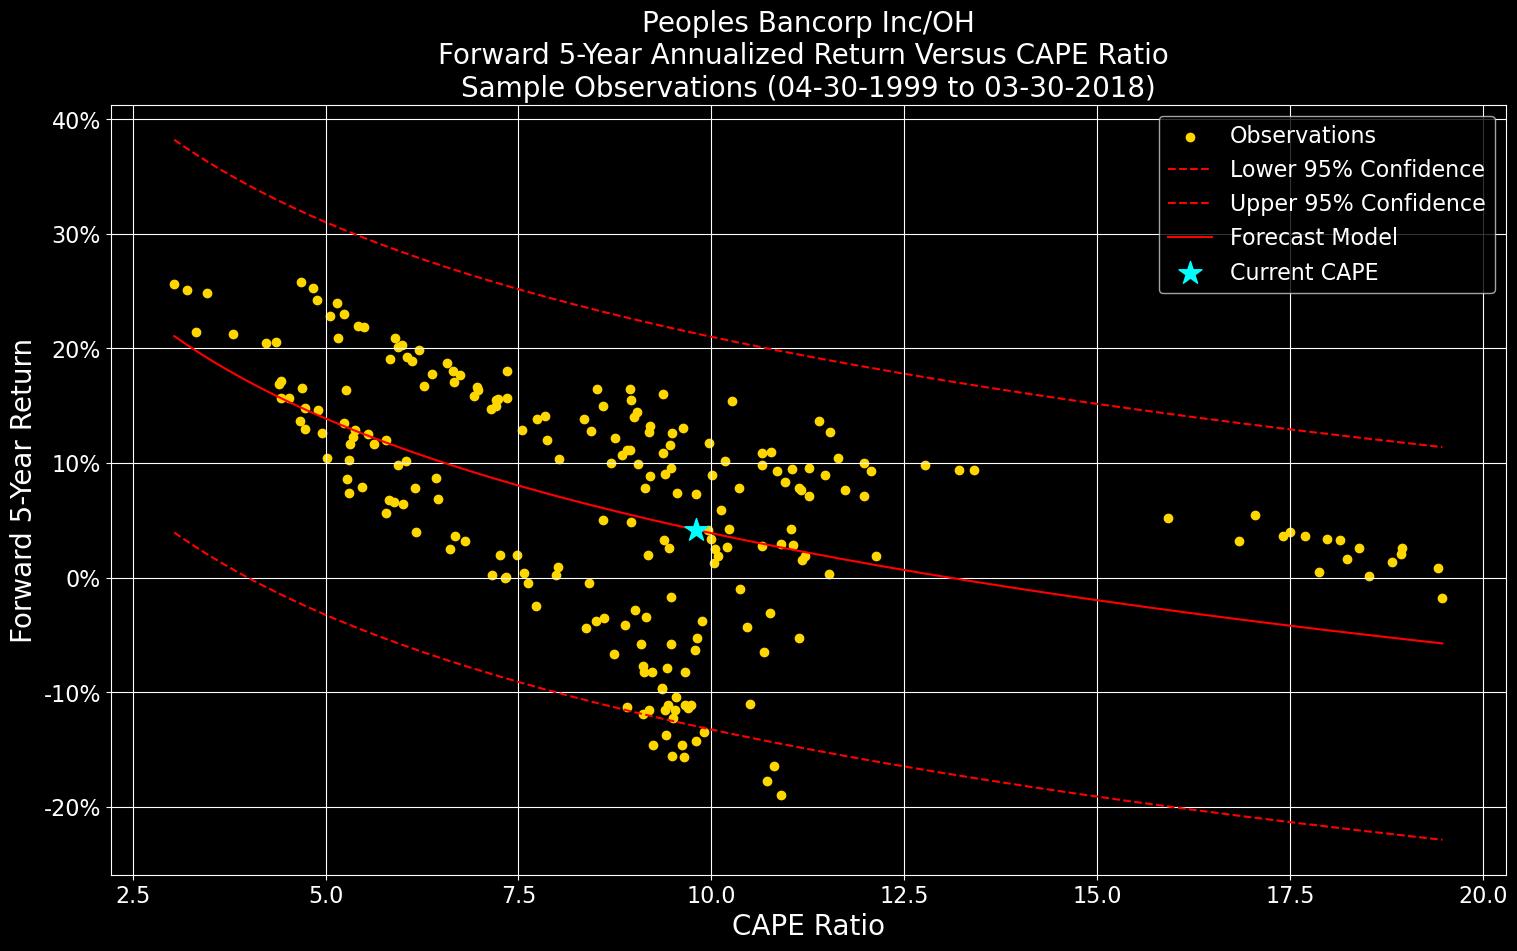 Peoples Bancorp Inc/OH
Forward 5-Year Annualized Return Versus CAPE Ratio
Sample Observations (04-30-1999 to 03-30-2018)
Observations
Lower 95% Confidence
Upper 95% Confidence
Forecast Model
Current CAPE
Forward 5-Year Return
40%
30%
20%
10%
0%
-10%
-20%
2.5 5.0 7.5 10.0 12.5 15.0 17.5 20.0
CAPE Ratio